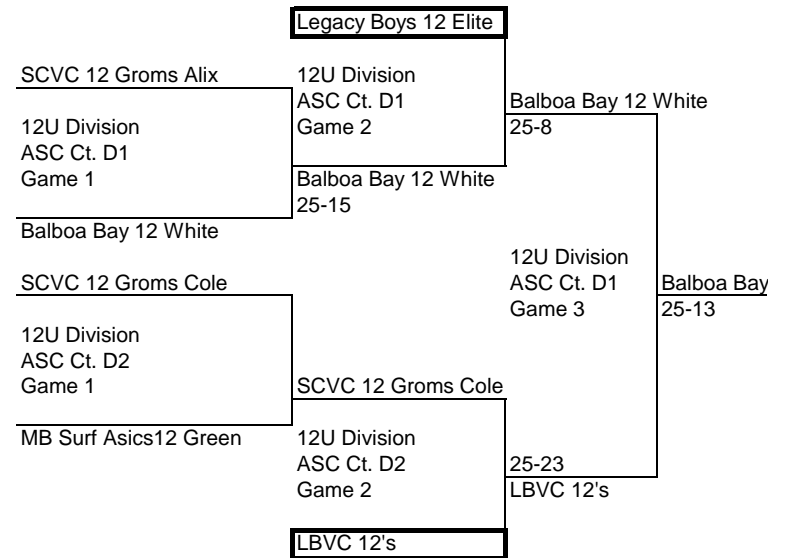 Legacy Boys 12 Elite
SCVC 12 Groms Alix
12U Division
ASC Ct. D1
Game 2
Balboa Bay 12 White
25-8
12U Division
ASC Ct. D1
Game 1
Balboa Bay 12 White
25-15
Balboa Bay 12 White
12U Division
ASC Ct. D1
Game 3
Balboa Bay
25-13
SCVC 12 Groms Cole
12U Division
ASC Ct. D2
Game 1
SCVC 12 Groms Cole
MB Surf Asics12 Green
12U Division
ASC Ct. D2
Game 2
25-23
LBVC 12's
LBVC 12's